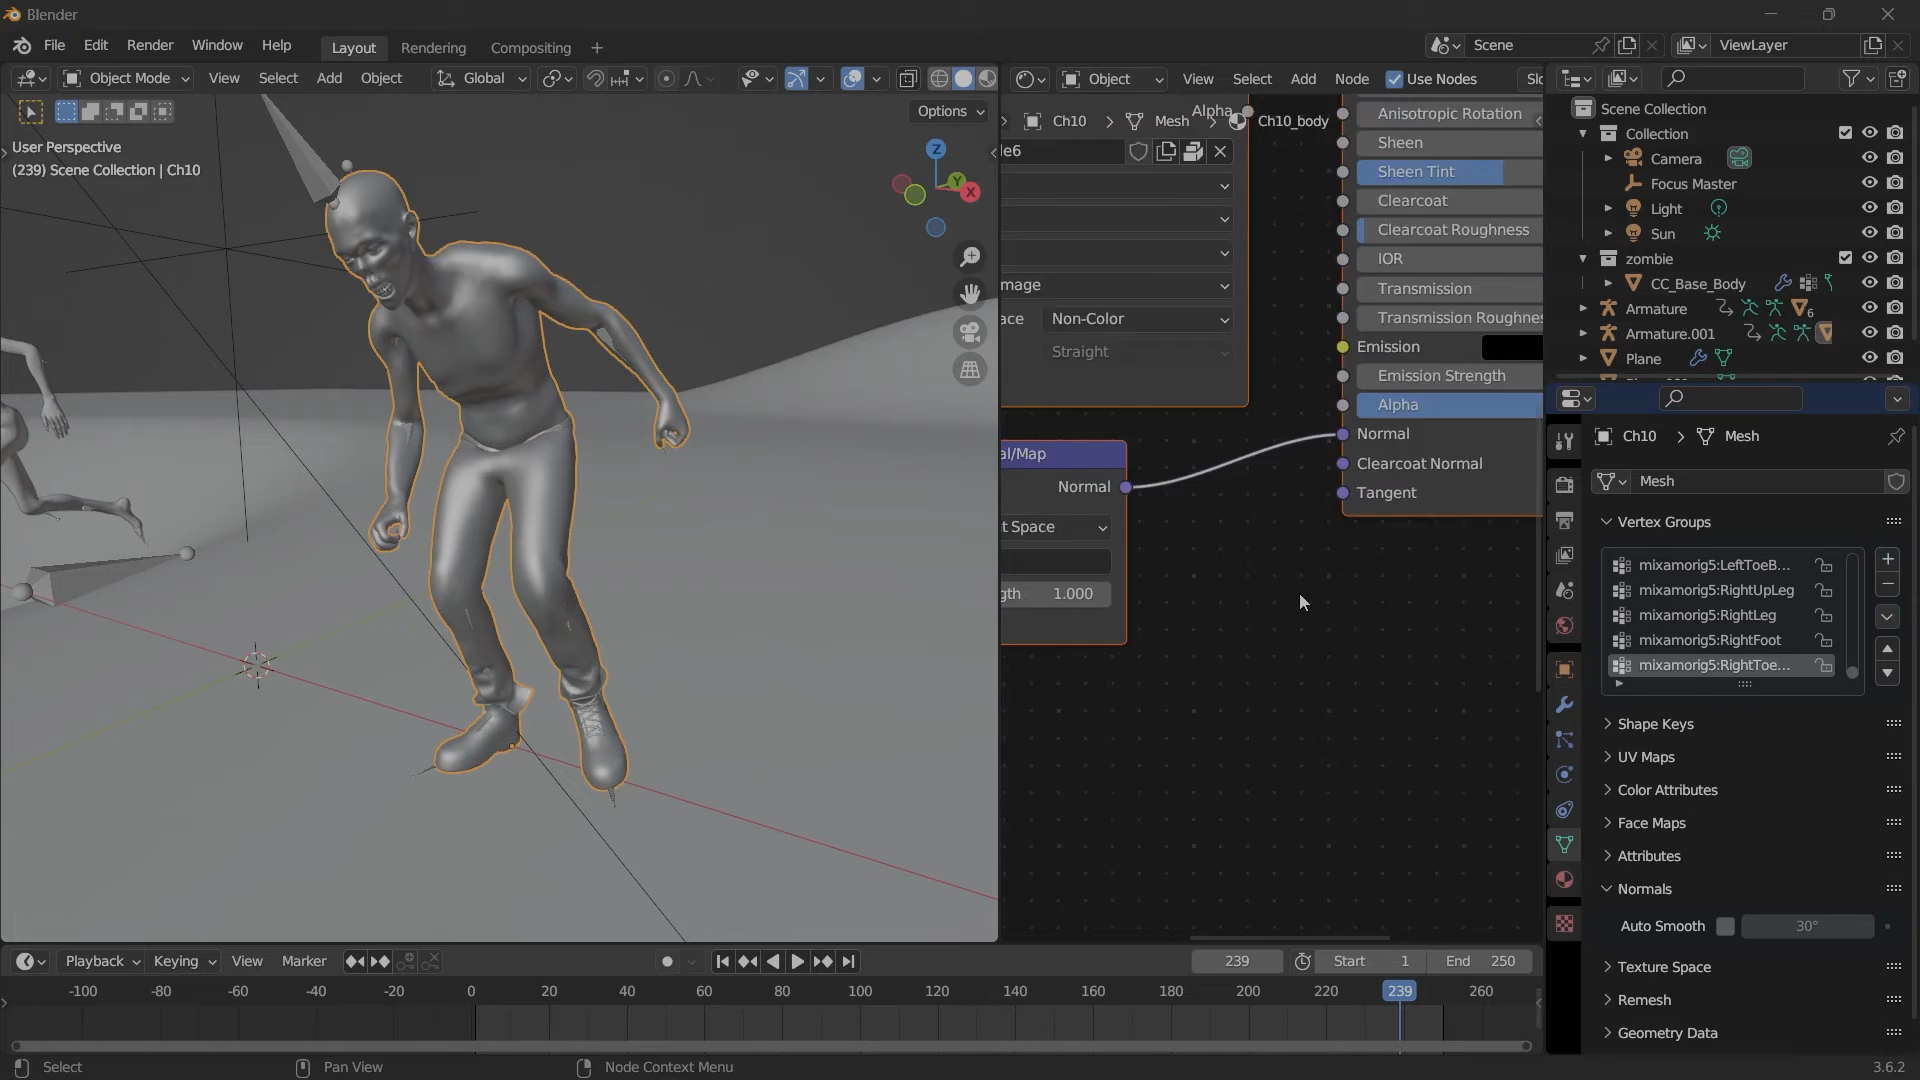 Blender
File Edit Render Window Help Layout Rendering Compositing + Scene ViewLayer
Object Mode View Select Add Object Global Object View Select Add Node Use Nodes
Options
User Perspective
(239) Scene Collection | Ch10
Z
Y
X
Ch10 > Mesh > Ch10_body
Alpha
le6
mage
ace Non-Color
Straight
al/Map
Normal
t Space
gth 1.000
Anisotropic Rotation
Sheen
Sheen Tint
Clearcoat
Clearcoat Roughness
IOR
Transmission
Transmission Roughnes
Emission
Emission Strength
Alpha
Normal
Clearcoat Normal
Tangent
Scene Collection
Collection
Camera
Focus Master
Light
Sun
zombie
CC_Base_Body
Armature 6
Armature.001
Plane
Ch10 > Mesh
Mesh
Vertex Groups
mixamorig5:LeftToeB...
mixamorig5:RightUpLeg
mixamorig5:RightLeg
mixamorig5:RightFoot
mixamorig5:RightToe...
Shape Keys
UV Maps
Color Attributes
Face Maps
Attributes
Normals
Auto Smooth 30°
Texture Space
Remesh
Geometry Data
Playback Keying View Marker 239 Start 1 End 250
-100 -80 -60 -40 -20 0 20 40 60 80 100 120 140 160 180 200 220 239 260
Select Pan View Node Context Menu 3.6.2